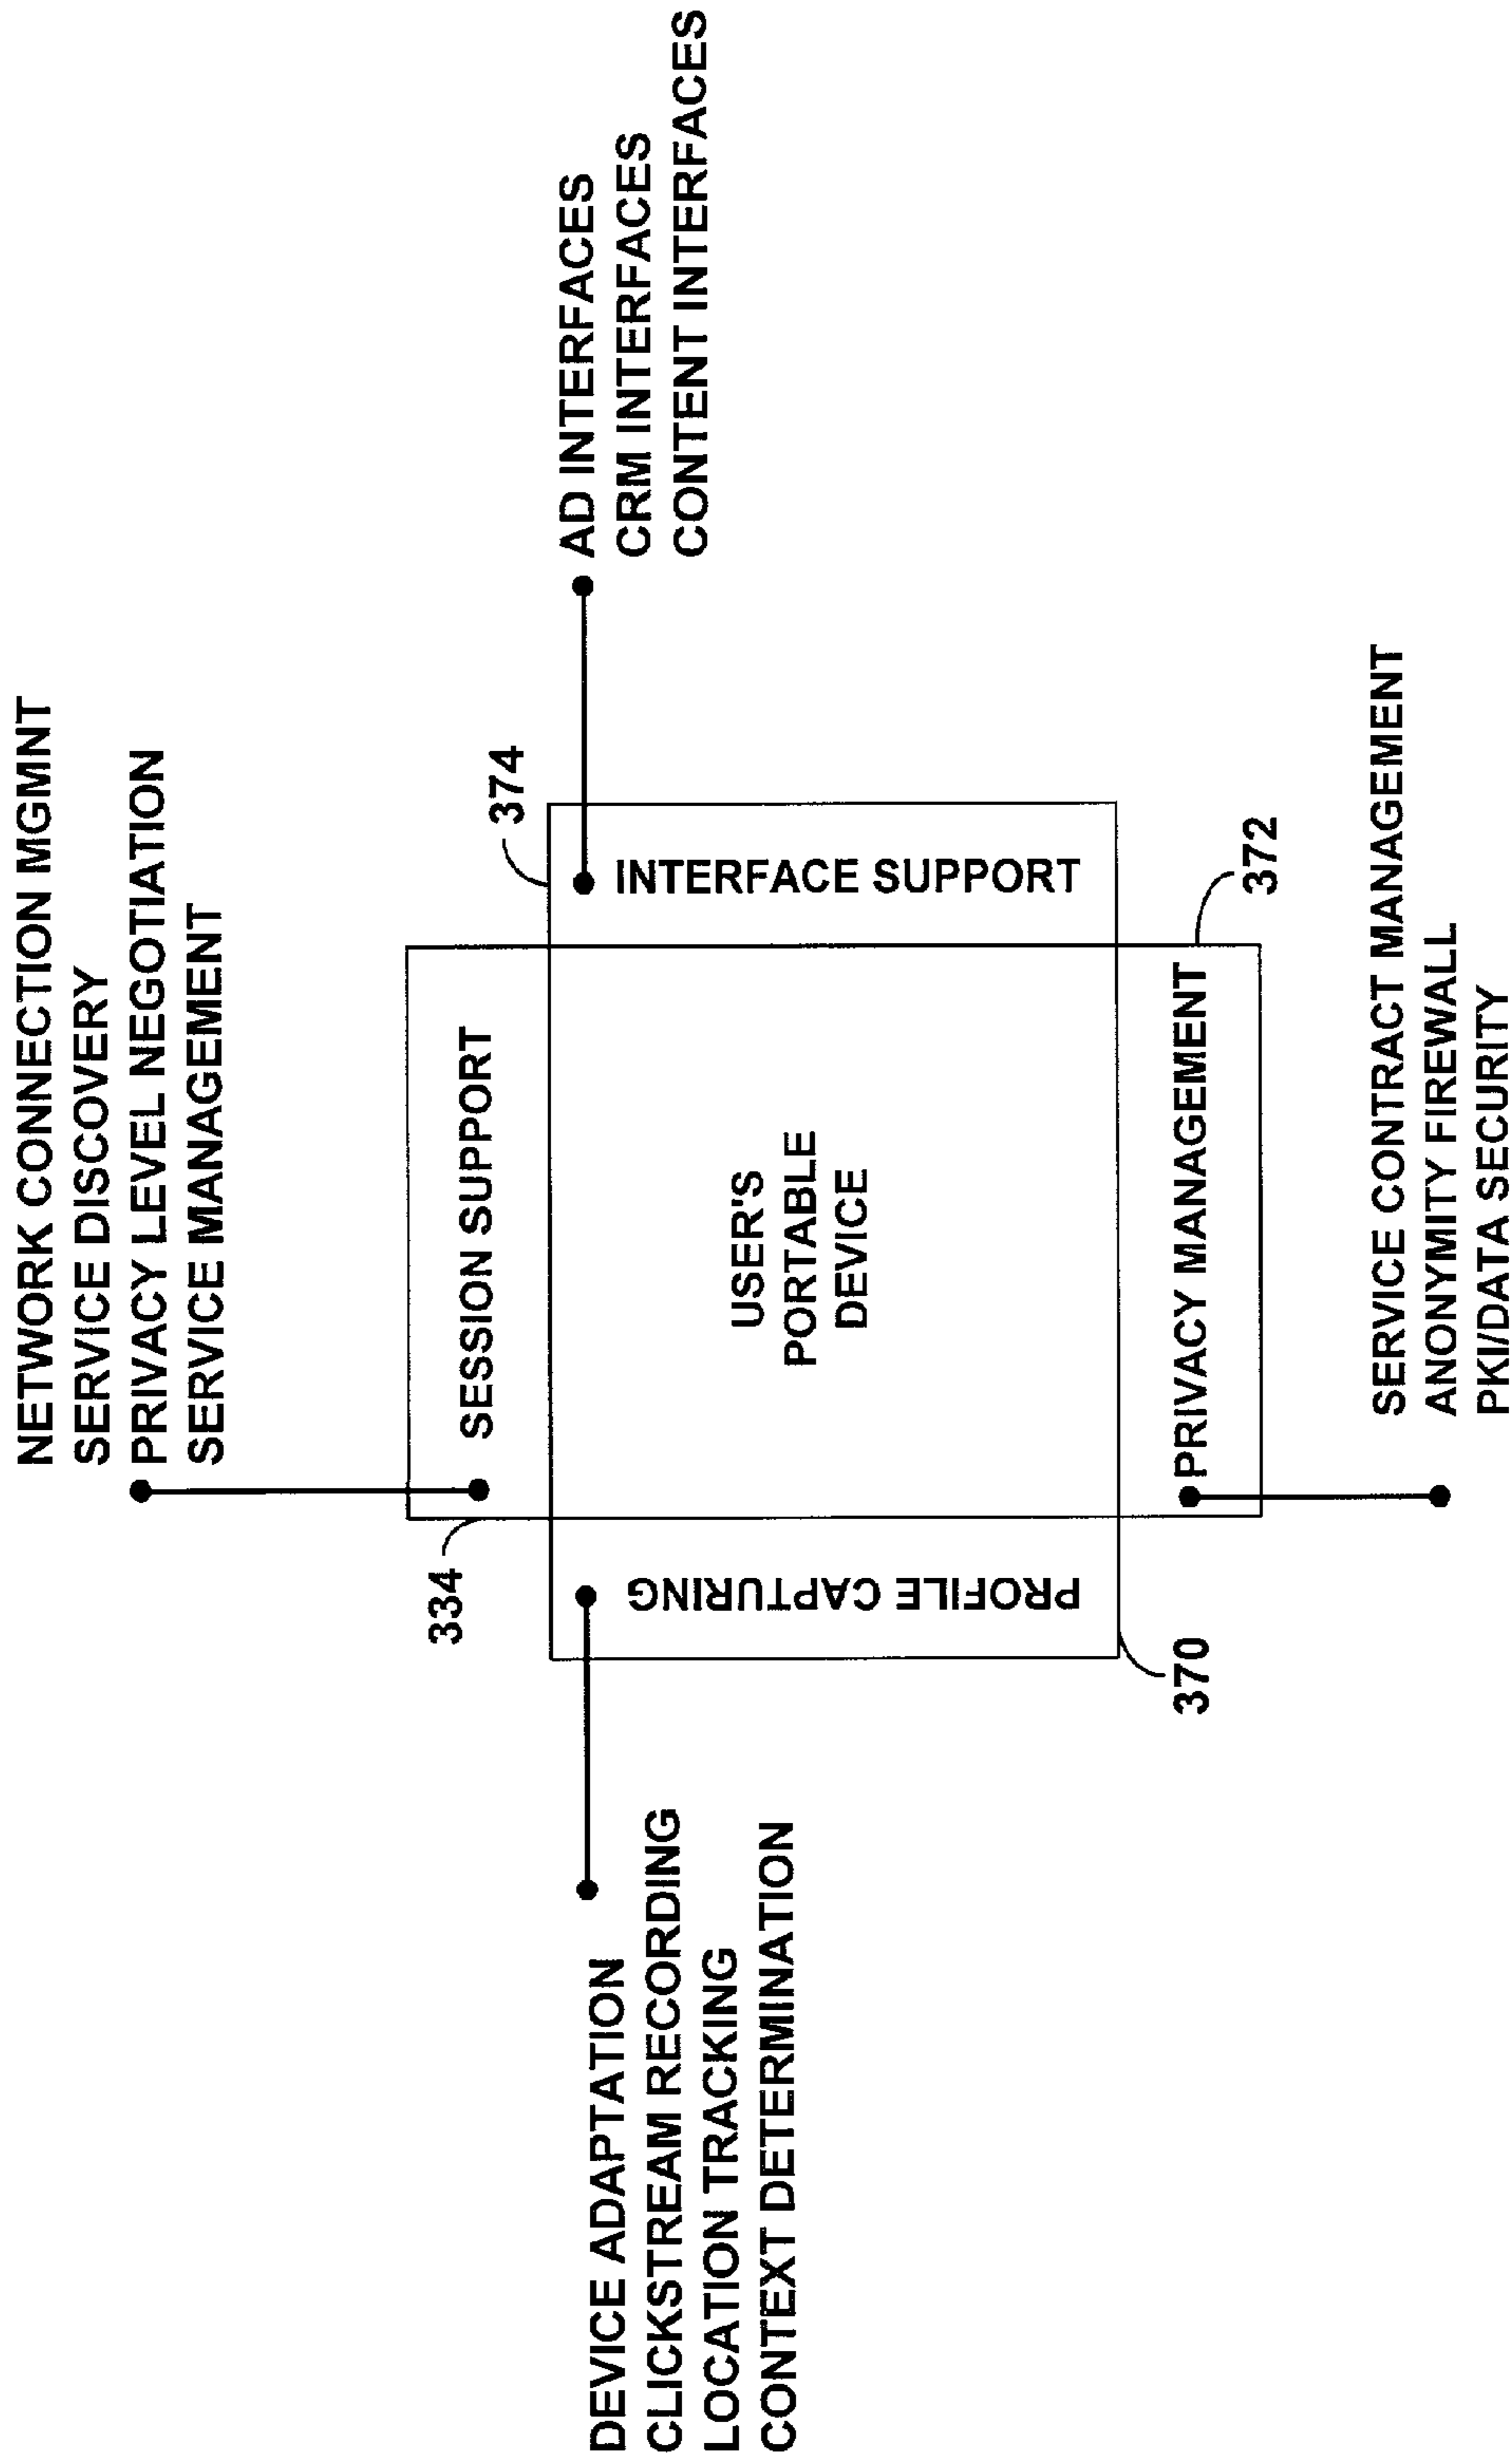 NETWORK CONNECTION MGMNT
SERVICE DISCOVERY
PRIVACY LEVEL NEGOTIATION
SERVICE MANAGEMENT
334
SESSION SUPPORT
374
DEVICE ADAPTATION
CLICKSTREAM RECORDING
LOCATION TRACKING
CONTEXT DETERMINATION
PROFILE CAPTURING
USER'S
PORTABLE
DEVICE
INTERFACE SUPPORT
AD INTERFACES
CRM INTERFACES
CONTENT INTERFACES
370
PRIVACY MANAGEMENT
372
SERVICE CONTRACT MANAGEMENT
ANONYMITY FIREWALL
PKI/DATA SECURITY